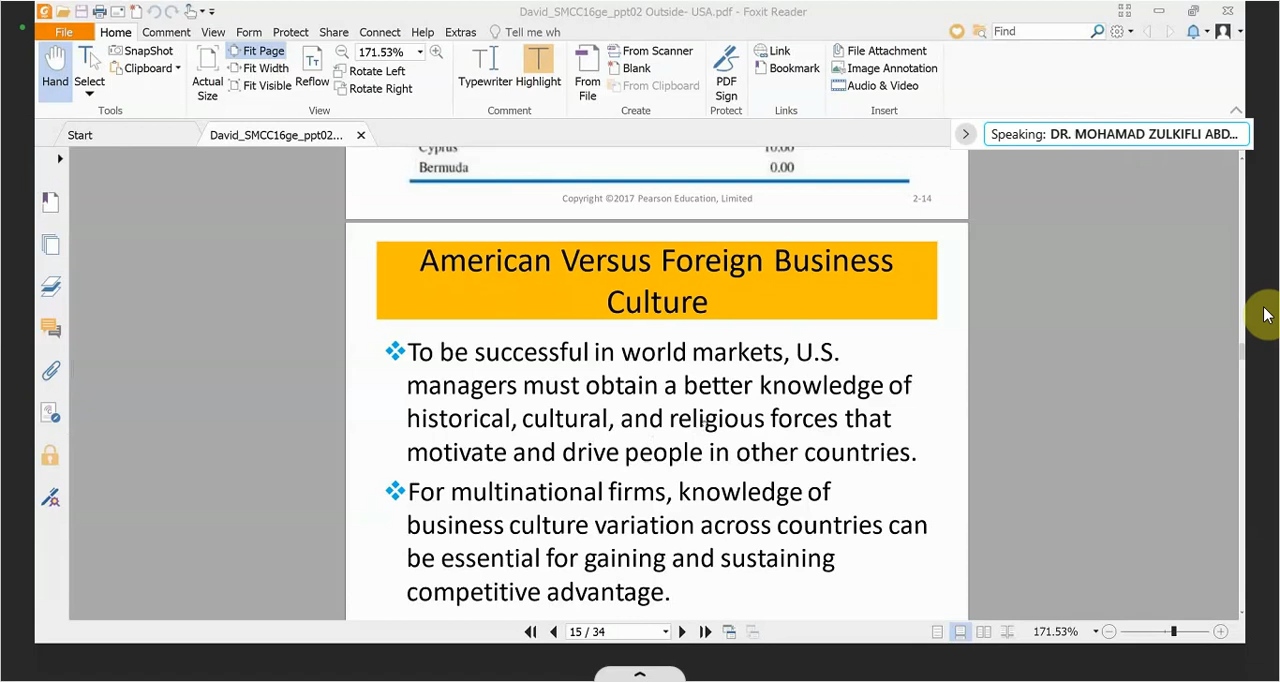 David_SMCC16ge_ppt02 Outside- USA.pdf - Foxit Reader
File Home Comment View Form Protect Share Connect Help Extras Tell me wh Find
SnapShot Fit Page 171.53% From Scanner Link File Attachment
Clipboard Fit Width Rotate Left Blank Bookmark Image Annotation
Hand Select Actual Size Fit Visible Reflow Rotate Right Typewriter Highlight From File From Clipboard PDF Sign Audio & Video
Tools View Comment Create Protect Links Insert
Start David_SMCC16ge_ppt02... Speaking: DR. MOHAMAD ZULKIFLI ABD...
Cyprus 10.00
Bermuda 0.00
Copyright ©2017 Pearson Education, Limited 2-14
American Versus Foreign Business
Culture
To be successful in world markets, U.S.
managers must obtain a better knowledge of
historical, cultural, and religious forces that
motivate and drive people in other countries.
For multinational firms, knowledge of
business culture variation across countries can
be essential for gaining and sustaining
competitive advantage.
15 / 34 171.53%